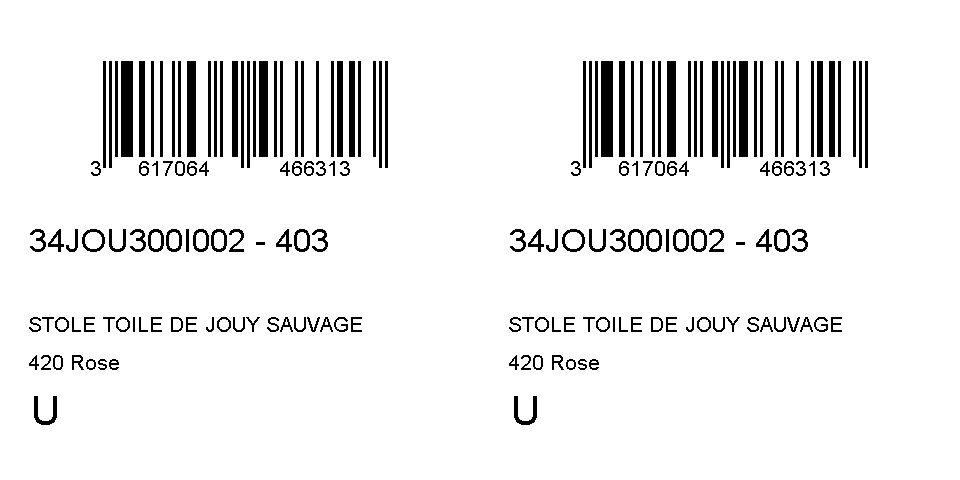 3 617064 466313
34JOU300I002 - 403
STOLE TOILE DE JOUY SAUVAGE
420 Rose
U
3 617064 466313
34JOU300I002 - 403
STOLE TOILE DE JOUY SAUVAGE
420 Rose
U